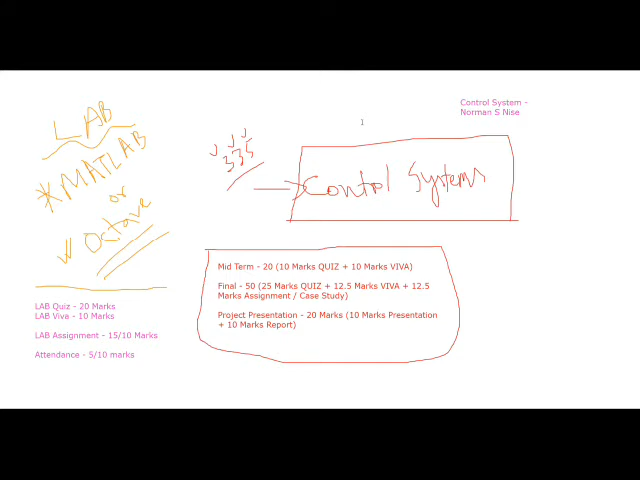 Control System -
Norman S Nise
LAB
*MATLAB
or
Octave
335
Control Systems
Mid Term - 20 (10 Marks QUIZ + 10 Marks VIVA)
Final - 50 (25 Marks QUIZ + 12.5 Marks VIVA + 12.5
Marks Assignment / Case Study)
Project Presentation - 20 Marks (10 Marks Presentation
+ 10 Marks Report)
LAB Quiz - 20 Marks
LAB Viva - 10 Marks
LAB Assignment - 15/10 Marks
Attendance - 5/10 marks